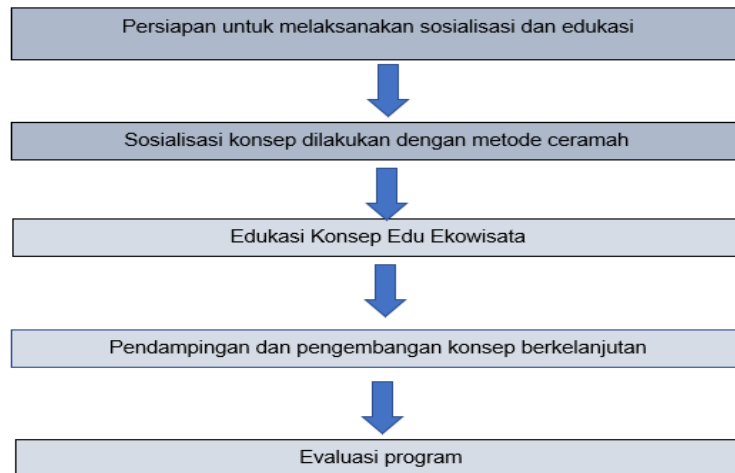 Persiapan untuk melaksanakan sosialisasi dan edukasi
Sosialisasi konsep dilakukan dengan metode ceramah
Edukasi Konsep Edu Ekowisata
Pendampingan dan pengembangan konsep berkelanjutan
Evaluasi program